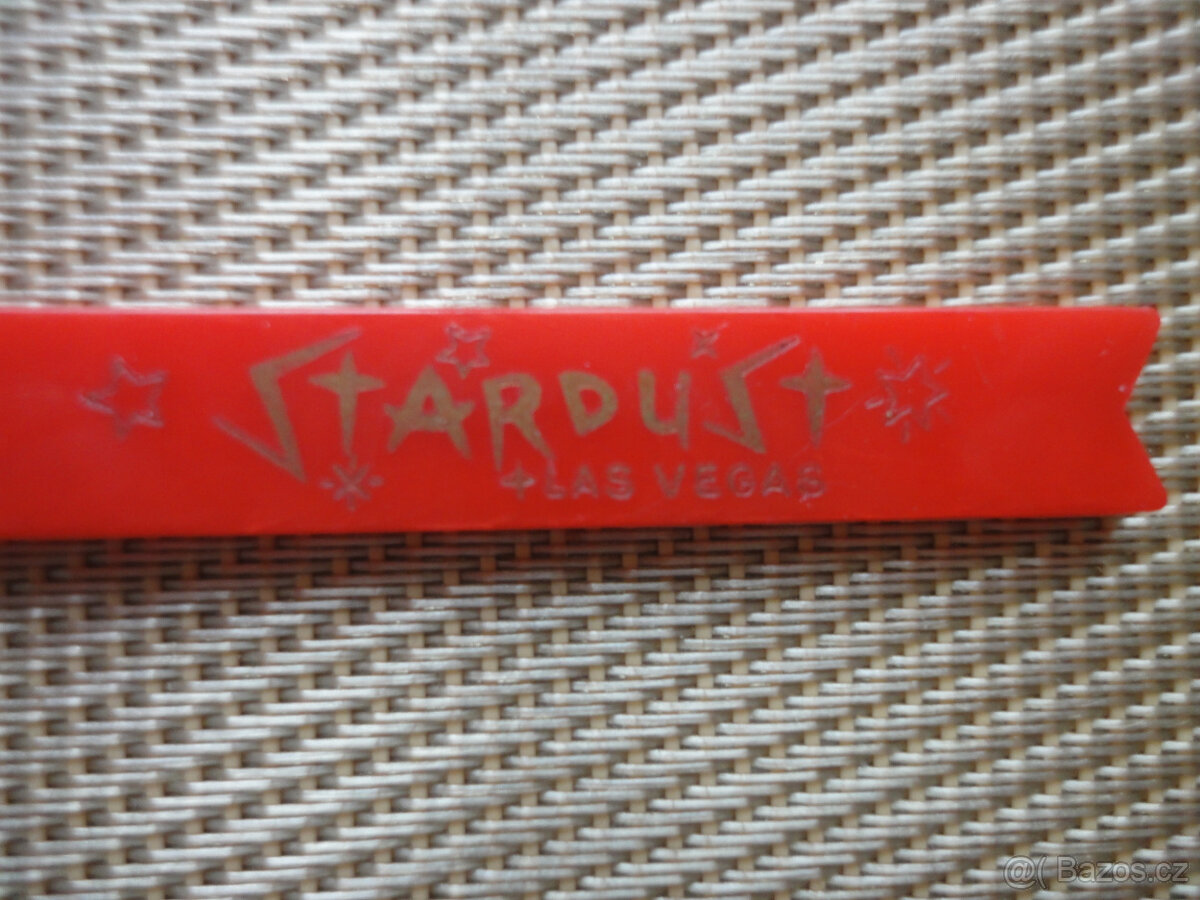 STARDUST
+LAS VEGAS
@( Bazos.cz